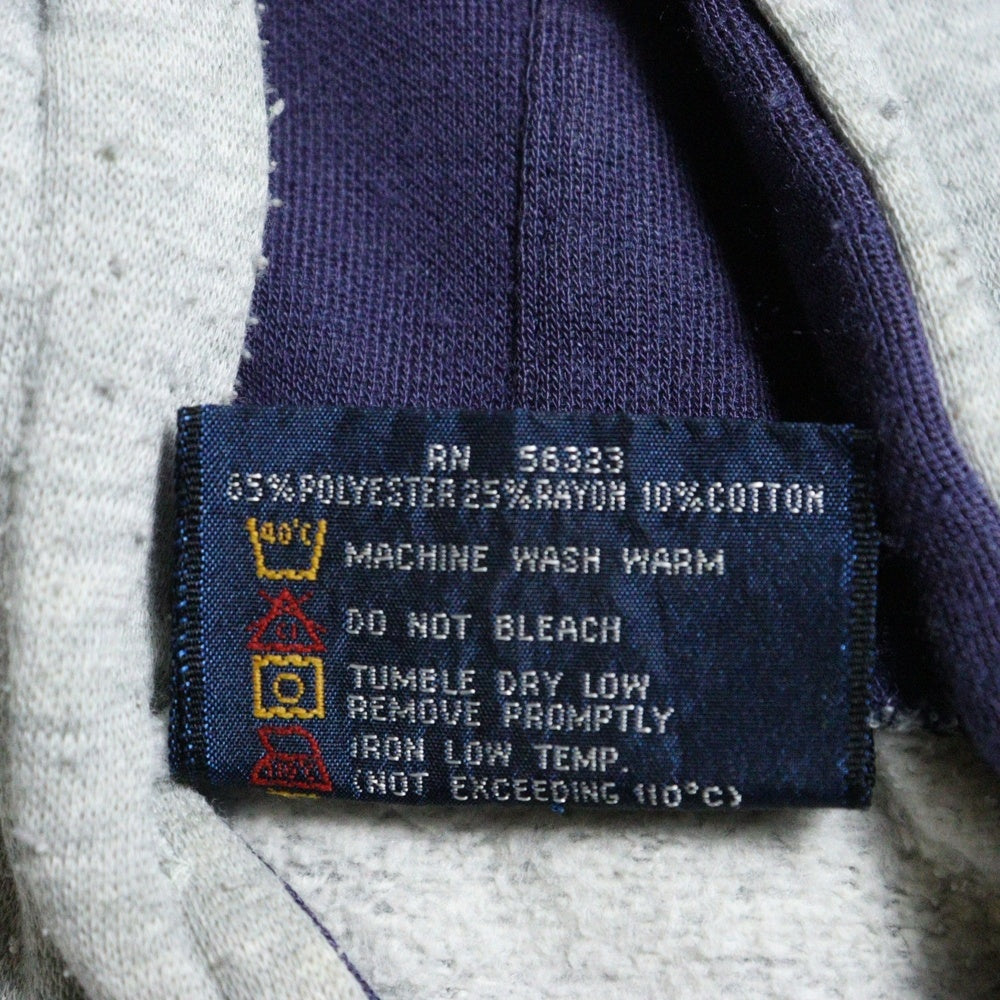 RN 56323
65%POLYESTER 25%RAYON 10%COTTON
40°C MACHINE WASH WARM
DO NOT BLEACH
TUMBLE DRY LOW
REMOVE PROMPTLY
IRON LOW TEMP.
(NOT EXCEEDING 110°C)